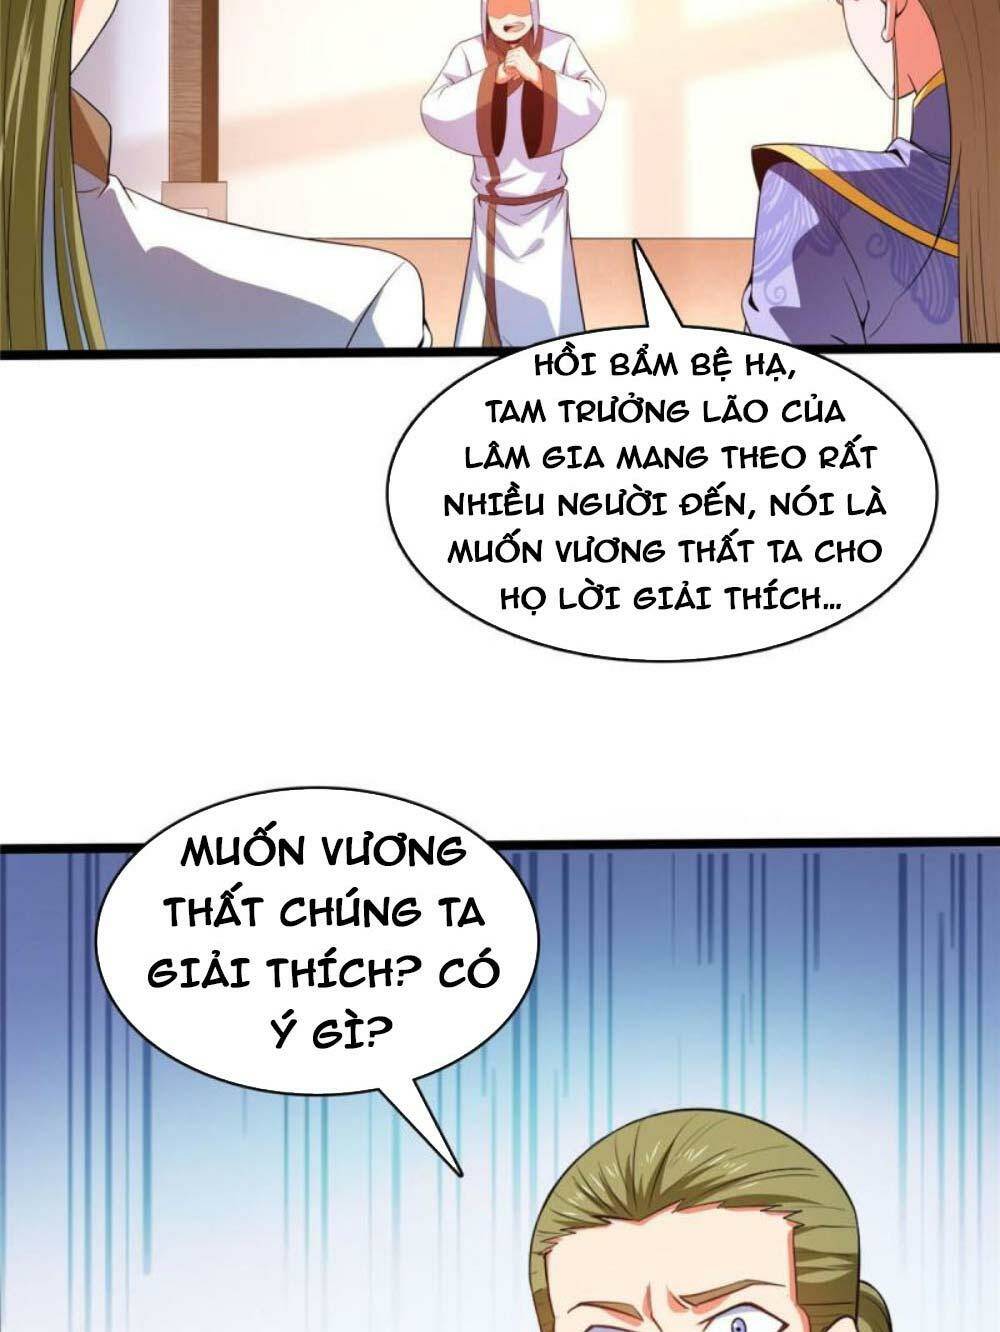 HỒI BẨM BỆ HẠ,
TAM TRƯỞNG LÃO CỦA
LÂM GIA MANG THEO RẤT
NHIỀU NGƯỜI ĐẾN, NÓI LÀ
MUỐN VƯƠNG THẤT TA CHO
HỌ LỜI GIẢI THÍCH...
MUỐN VƯƠNG
THẤT CHÚNG TA
GIẢI THÍCH? CÓ
Ý GÌ?